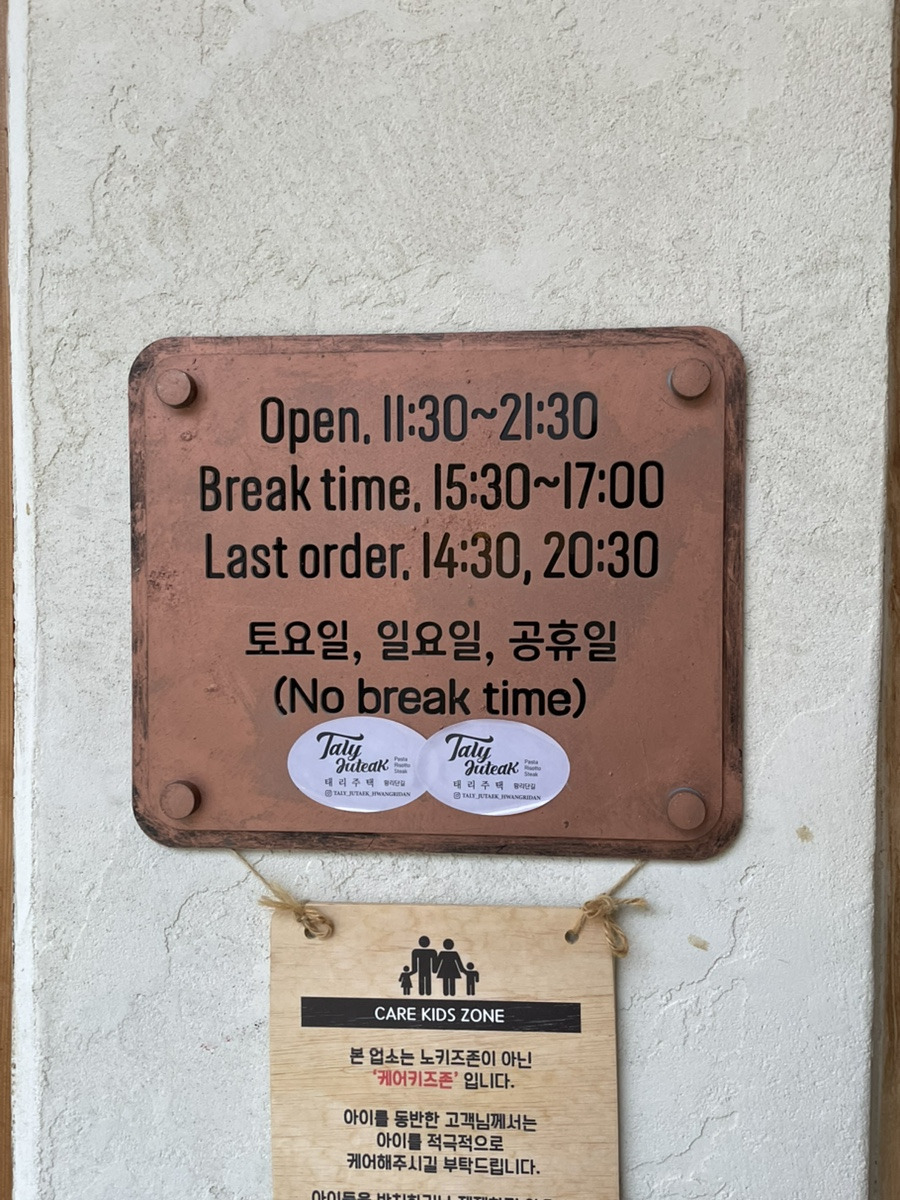 Open. 11:30~21:30
Break time. 15:30~17:00
Last order. 14:30, 20:30
토요일, 일요일, 공휴일
(No break time)
Taly
Juteak
Pasta
Risotto
Steak
태리주택 황리단길
TALY_JUTAEK_HWANGRIDAN
Taly
Juteak
Pasta
Risotto
Steak
태리주택 황리단길
TALY_JUTAEK_HWANGRIDAN
CARE KIDS ZONE
본 업소는 노키즈존이 아닌
'케어키즈존' 입니다.
아이를 동반한 고객님께서는
아이를 적극적으로
케어해주시길 부탁드립니다.